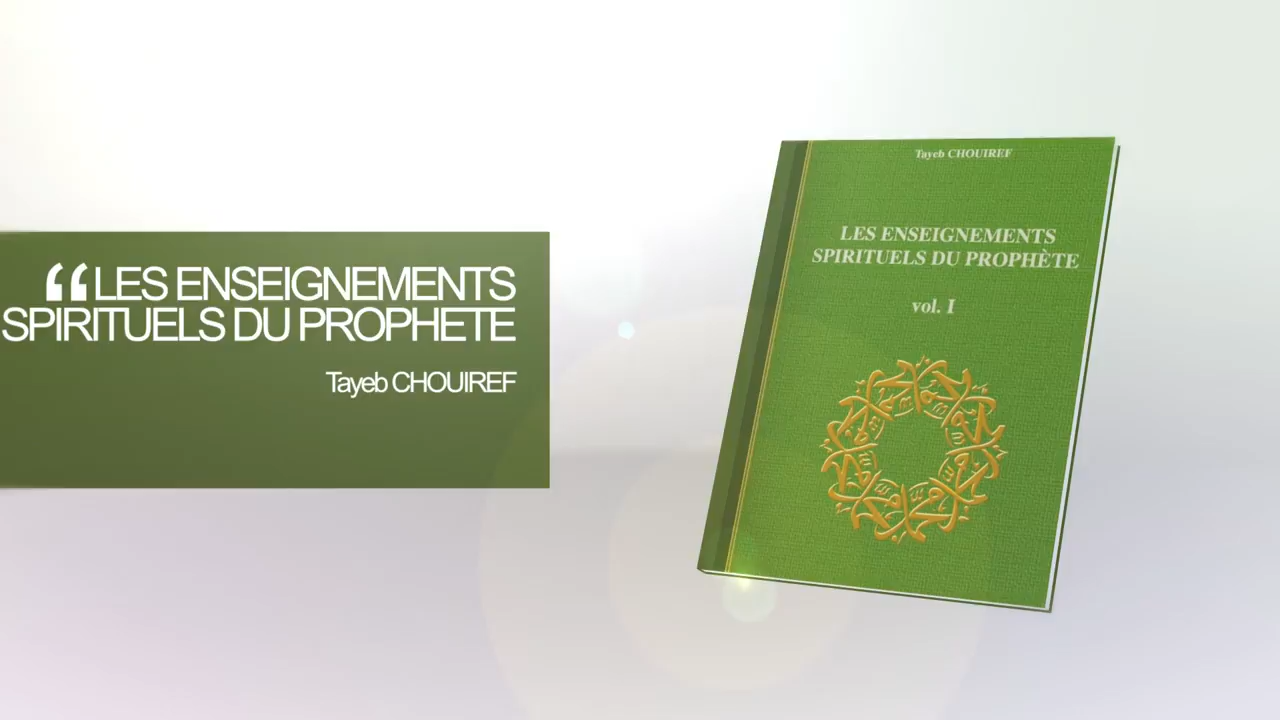 “LES ENSEIGNEMENTS
SPIRITUELS DU PROPHETE
Tayeb CHOUIREF
Tayeb CHOUIREF
LES ENSEIGNEMENTS
SPIRITUELS DU PROPHÈTE
vol. I